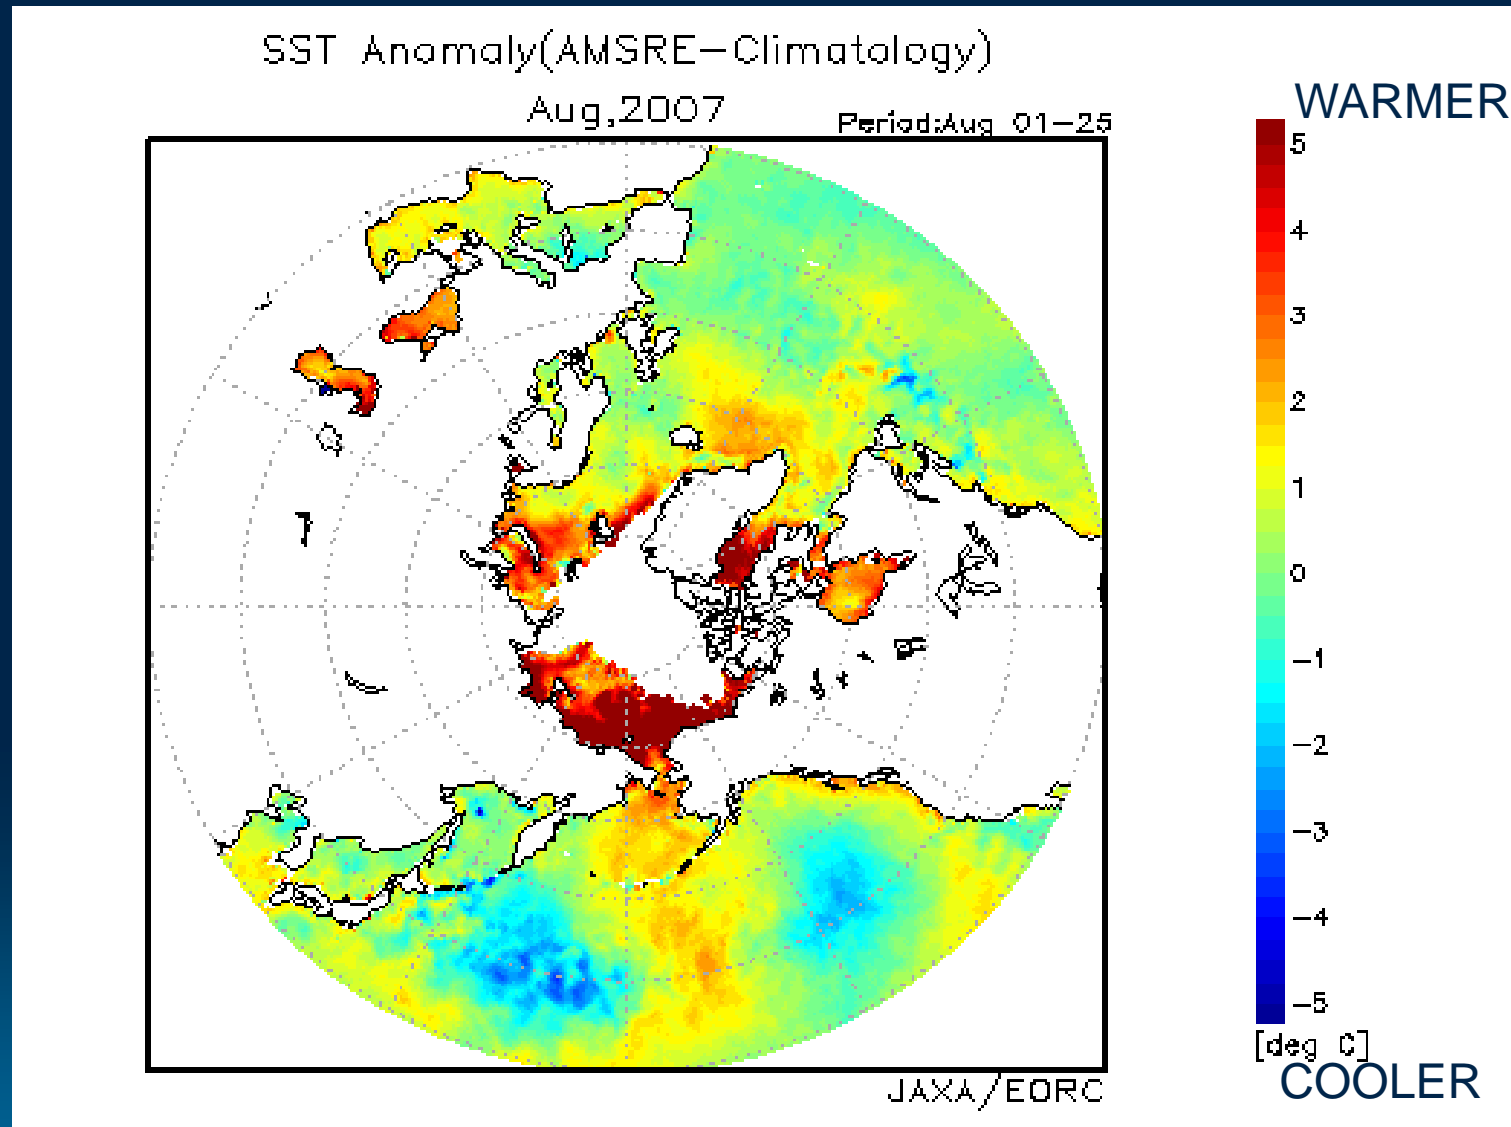 SST Anomaly(AMSRE-Climatology)
Aug,2007
Period:Aug 01-25
WARMER
5
4
3
2
1
0
-1
-2
-3
-4
-5
[deg C]
COOLER
JAXA/EORC